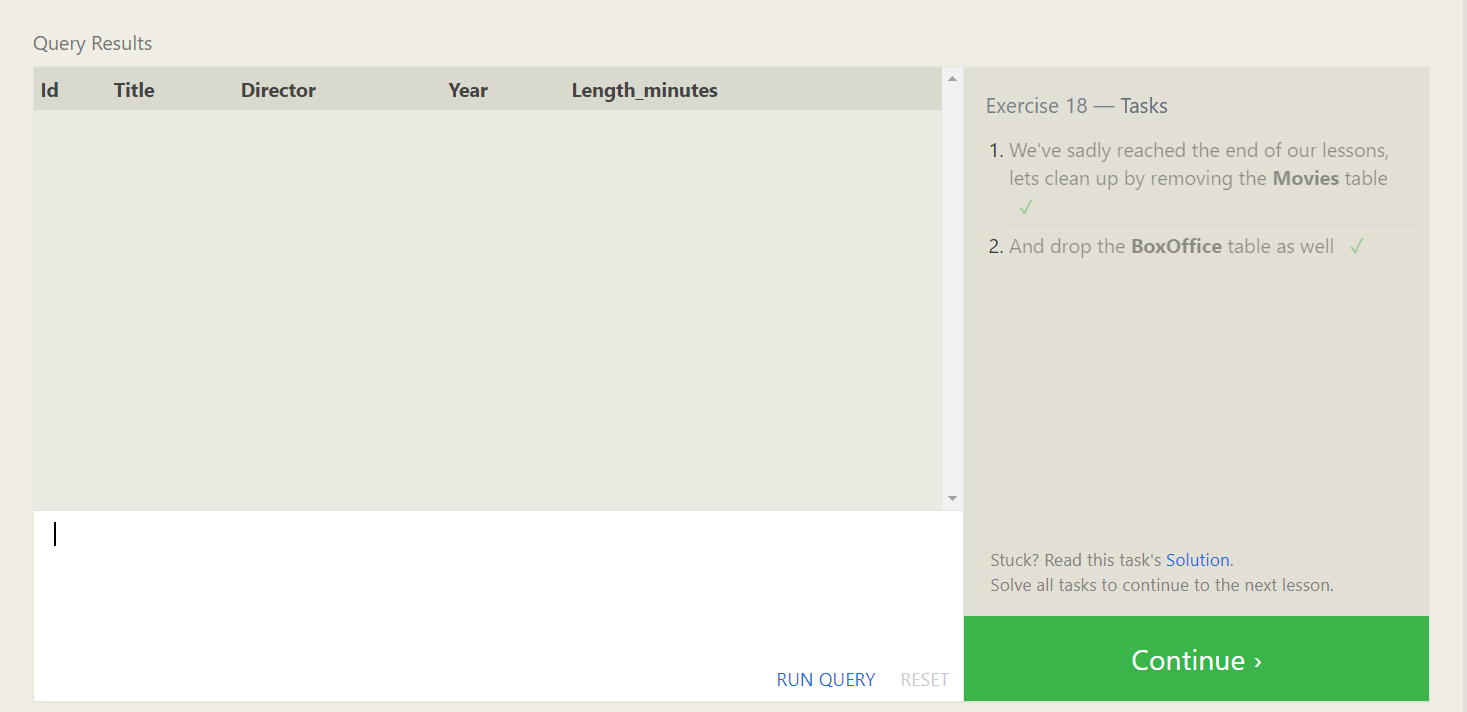 Query Results
Id Title Director Year Length_minutes
Exercise 18 — Tasks
1. We've sadly reached the end of our lessons,
lets clean up by removing the Movies table
✓
2. And drop the BoxOffice table as well ✓
Stuck? Read this task's Solution.
Solve all tasks to continue to the next lesson.
RUN QUERY RESET
Continue ›